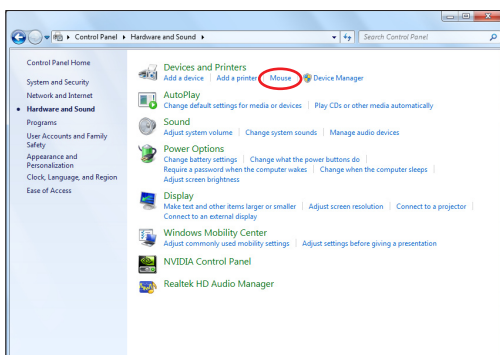 Control Panel ▸ Hardware and Sound ▸
Search Control Panel
Control Panel Home
System and Security
Network and Internet
Hardware and Sound
Programs
User Accounts and Family
Safety
Appearance and
Personalization
Clock, Language, and Region
Ease of Access
Devices and Printers
Add a device | Add a printer | Mouse | Device Manager
AutoPlay
Change default settings for media or devices | Play CDs or other media automatically
Sound
Adjust system volume | Change system sounds | Manage audio devices
Power Options
Change battery settings | Change what the power buttons do |
Require a password when the computer wakes | Change when the computer sleeps |
Adjust screen brightness
Display
Make text and other items larger or smaller | Adjust screen resolution | Connect to a projector |
Connect to an external display
Windows Mobility Center
Adjust commonly used mobility settings | Adjust settings before giving a presentation
NVIDIA Control Panel
Realtek HD Audio Manager